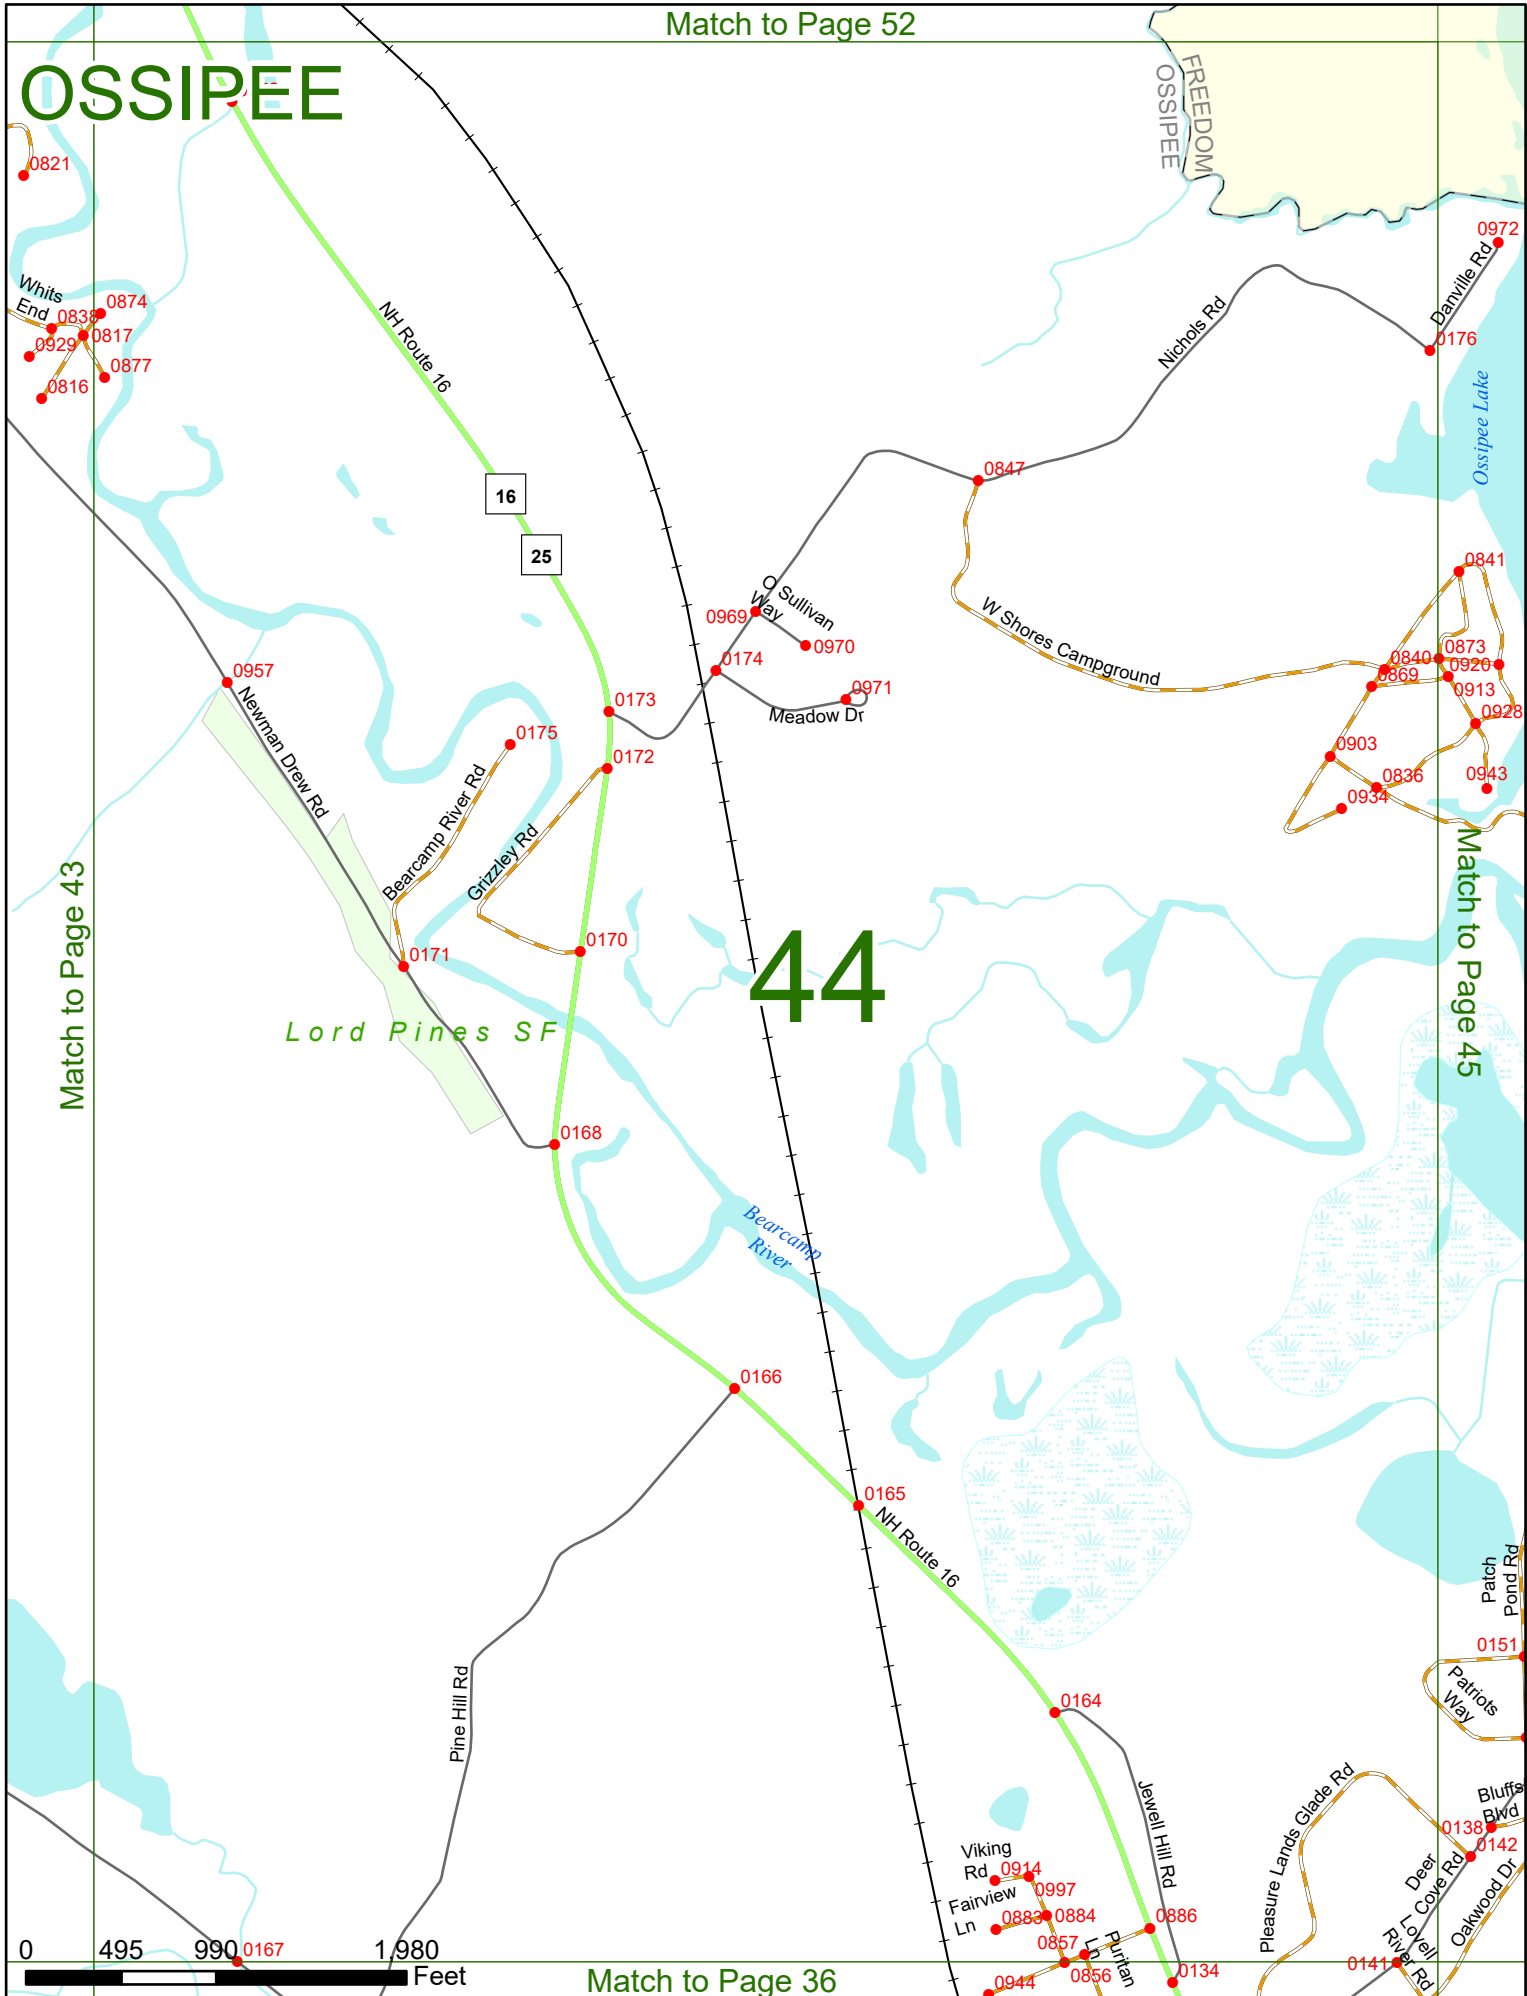 Match to Page 52
OSSIPEE
FREEDOM
OSSIPEE
0821
0972
Danville Rd
Whits
End
0874
0838
0817
0929
0877
0816
NH Route 16
Nichols Rd
0176
Ossipee Lake
0847
16
25
0841
O Sullivan
Way
0969
0970
W Shores Campground
0174
0873
0840
0920
0869
0913
0957
0971
Meadow Dr
0173
0928
Newman Drew Rd
0175
0172
0903
0836
0943
0934
Bearcamp River Rd
Grizzley Rd
Match to Page 43
Match to Page 45
44
0170
0171
Lord Pines SF
0168
Bearcamp
River
0166
0165
NH Route 16
Patch
Pond Rd
0151
Pine Hill Rd
Patriots
Way
0164
Jewell Hill Rd
Pleasure Lands Glade Rd
Bluffs
Blvd
0138
0142
Deer
Cove Rd
Oakwood Dr
Viking
Rd
0914
0997
Fairview
Ln
0883
0884
0886
0857
Puritan
Ln
0856
0134
0944
Lovell
River Rd
0141
0 495 990 1,980
Feet
0167
Match to Page 36